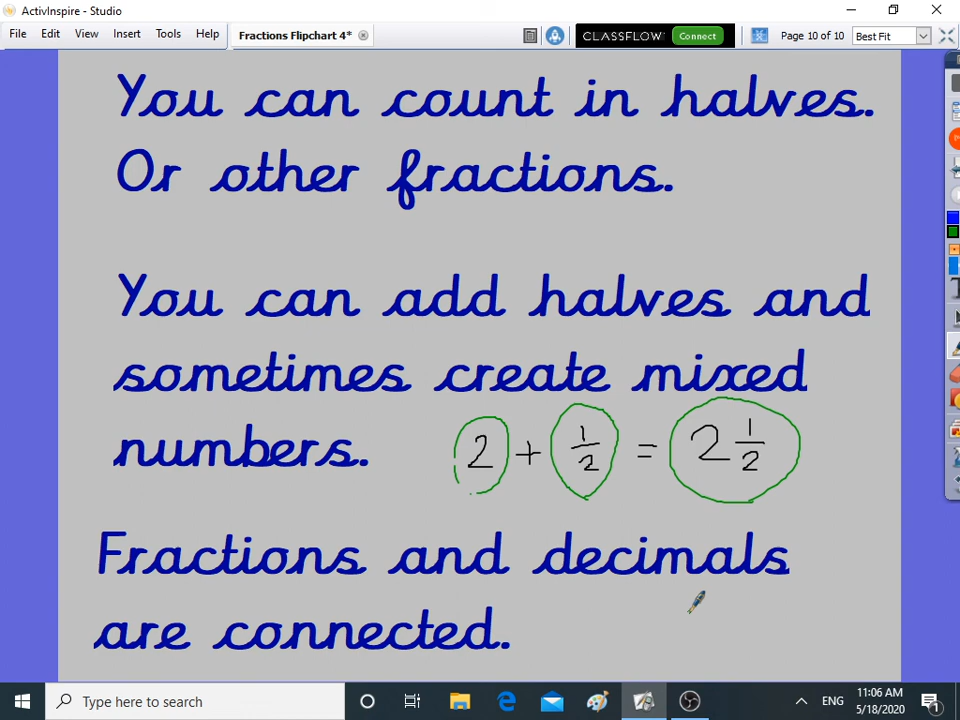 ActivInspire - Studio
File Edit View Insert Tools Help Fractions Flipchart 4* CLASSFLOW Connect Page 10 of 10 Best Fit
You can count in halves.
Or other fractions.
You can add halves and
sometimes create mixed
numbers. 2 + 1/2 = 2 1/2
Fractions and decimals
are connected.
Type here to search ENG 11:06 AM
5/18/2020 1